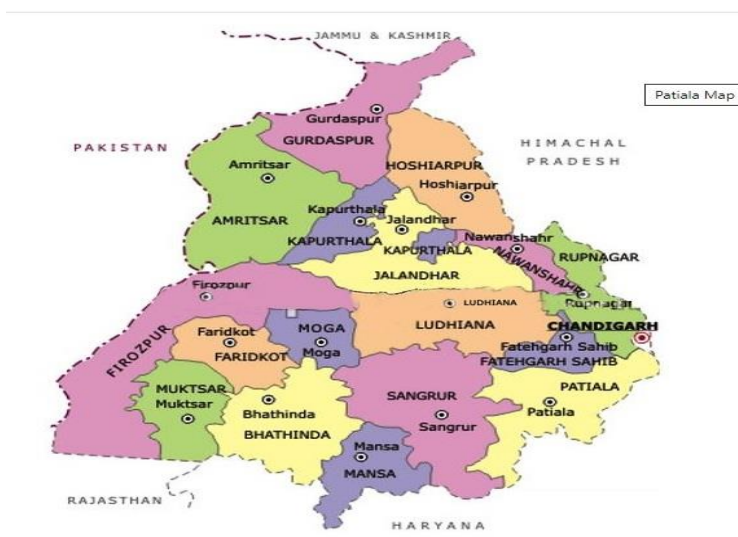 JAMMU & KASHMIR
Patiala Map
Gurdaspur
GURDASPUR
PAKISTAN
HIMACHAL
PRADESH
Amritsar
HOSHIARPUR
Hoshiarpur
AMRITSAR
Kapurthala
Jalandhar
KAPURTHALA
KAPURTHALA
Nawanshahr
NAWANSHAHR
RUPNAGAR
JALANDHAR
Firozpur
LUDHIANA
Rupnagar
FIROZPUR
Faridkot
FARIDKOT
MOGA
Moga
LUDHIANA
CHANDIGARH
Fatehgarh Sahib
FATEHGARH SAHIB
MUKTSAR
Muktsar
Bhathinda
BHATHINDA
SANGRUR
Sangrur
PATIALA
Patiala
Mansa
MANSA
RAJASTHAN
HARYANA